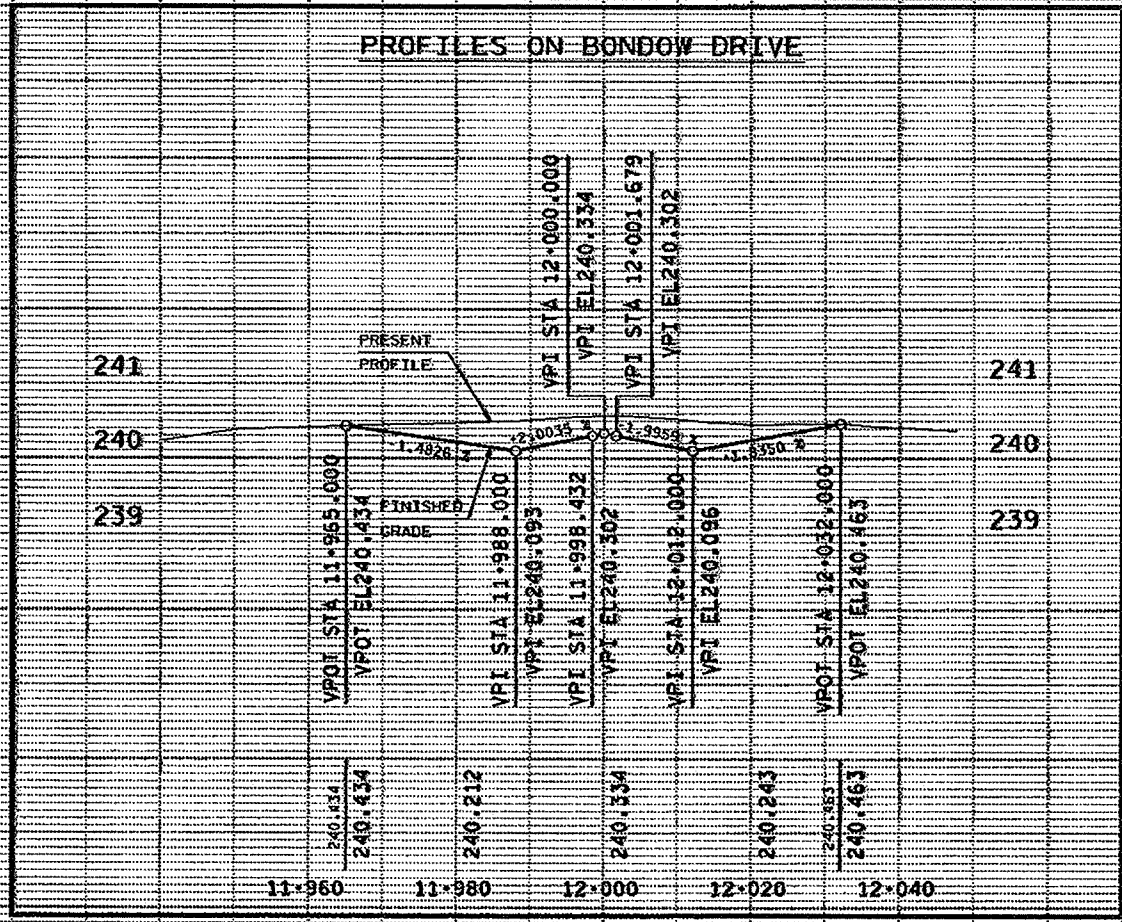 PROFILES ON BONDOW DRIVE
VPI STA 12+000.000
VPI EL240.334
VPI STA 12+001.679
VPI EL240.302
PRESENT
PROFILE
241
241
240
240
239
239
-1.4826 %
+2.0035 %
-1.9959 %
+1.8350 %
FINISHED
GRADE
VPOT STA 11+965.000
VPOT EL240.434
VPI STA 11+988.000
VPI EL240.093
VPI STA 11+998.432
VPI EL240.302
VPI STA 12+012.000
VPI EL240.096
VPOT STA 12+032.000
VPOT EL240.463
240.434
240.434
240.212
240.334
240.243
240.463
240.463
11+960
11+980
12+000
12+020
12+040